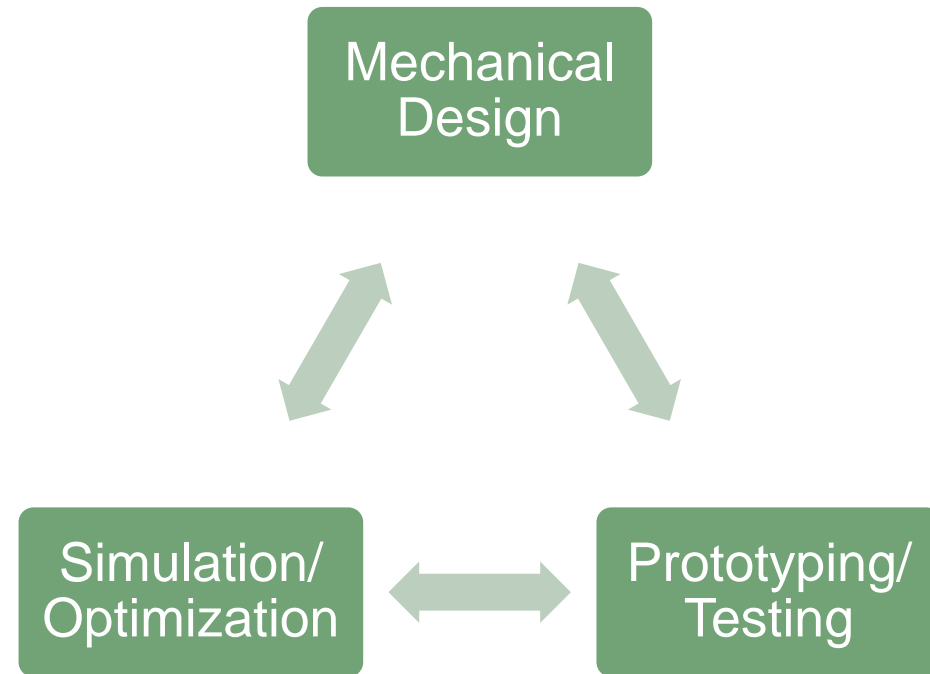 Mechanical
Design
Simulation/
Optimization
Prototyping/
Testing